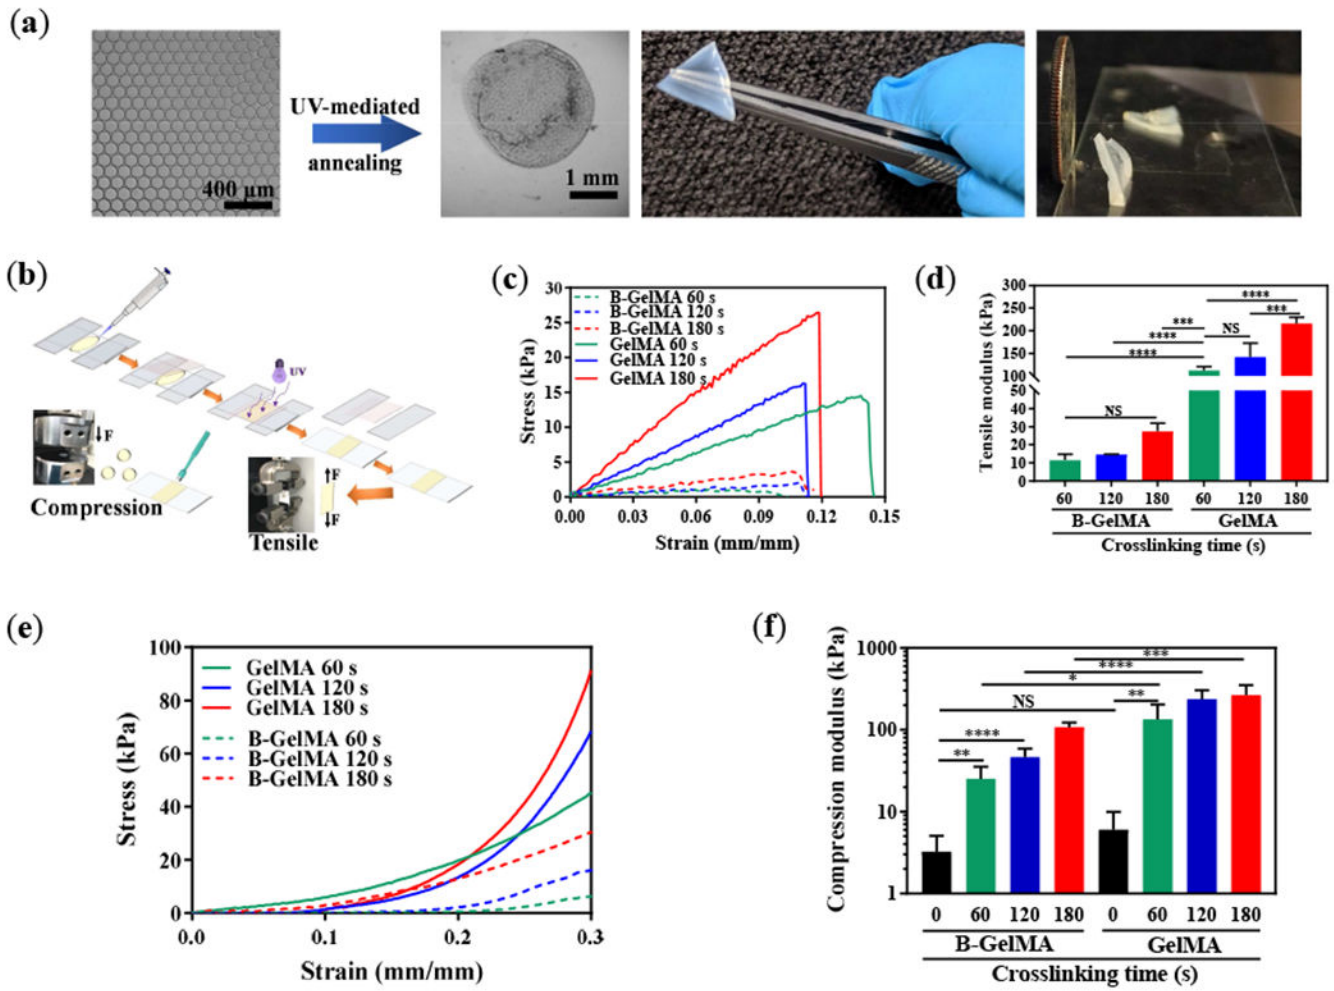 (a)
UV-mediated
annealing
400 µm
1 mm
(b)
UV
F
Compression
F
F
Tensile
(c)
Stress (kPa)
30
25
20
15
10
5
0
B-GelMA 60 s
B-GelMA 120 s
B-GelMA 180 s
GelMA 60 s
GelMA 120 s
GelMA 180 s
0.00 0.03 0.06 0.09 0.12 0.15
Strain (mm/mm)
(d)
Tensile modulus (kPa)
300
250
200
150
100
40
30
20
10
0
****
***
***
NS
****
****
NS
60 120 180 60 120 180
B-GelMA GelMA
Crosslinking time (s)
(e)
Stress (kPa)
100
80
60
40
20
0
GelMA 60 s
GelMA 120 s
GelMA 180 s
B-GelMA 60 s
B-GelMA 120 s
B-GelMA 180 s
0.0 0.1 0.2 0.3
Strain (mm/mm)
(f)
Compression modulus (kPa)
1000
100
10
1
***
****
*
**
NS
****
**
0 60 120 180 0 60 120 180
B-GelMA GelMA
Crosslinking time (s)